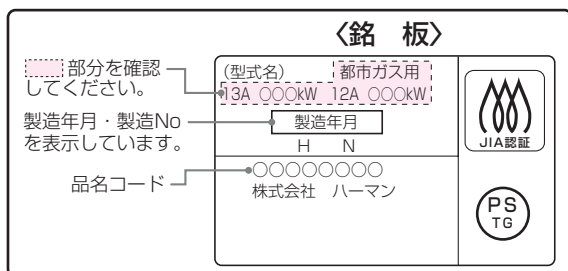 〈銘 板〉
部分を確認
してください。
製造年月・製造No
を表示しています。
品名コード
(型式名) 都市ガス用
13A ○○○kW 12A ○○○kW
製造年月
H N
○○○○○○○○
株式会社 ハーマン
JIA認証
PS
TG